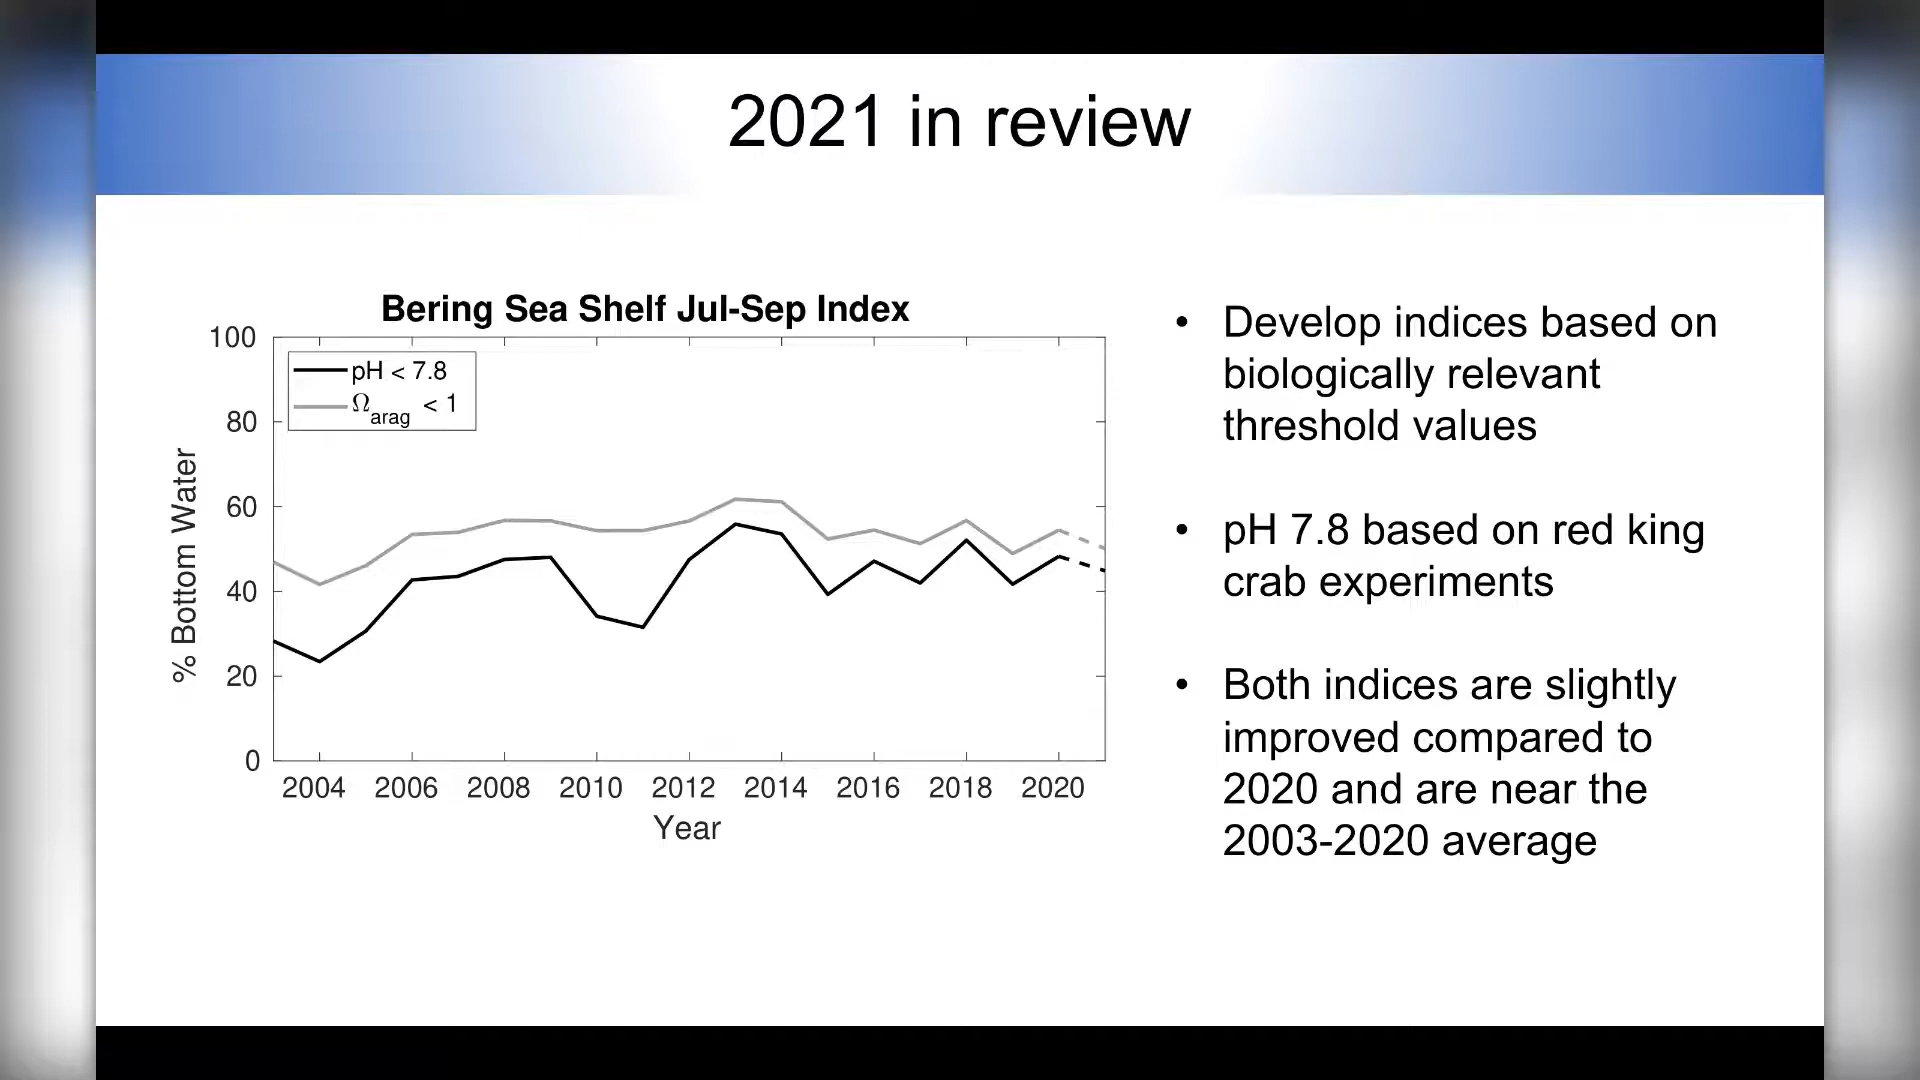 2021 in review
Bering Sea Shelf Jul-Sep Index
100
80
60
40
20
0
% Bottom Water
pH < 7.8
Ωarag < 1
2004 2006 2008 2010 2012 2014 2016 2018 2020
Year
• Develop indices based on
biologically relevant
threshold values
• pH 7.8 based on red king
crab experiments
• Both indices are slightly
improved compared to
2020 and are near the
2003-2020 average